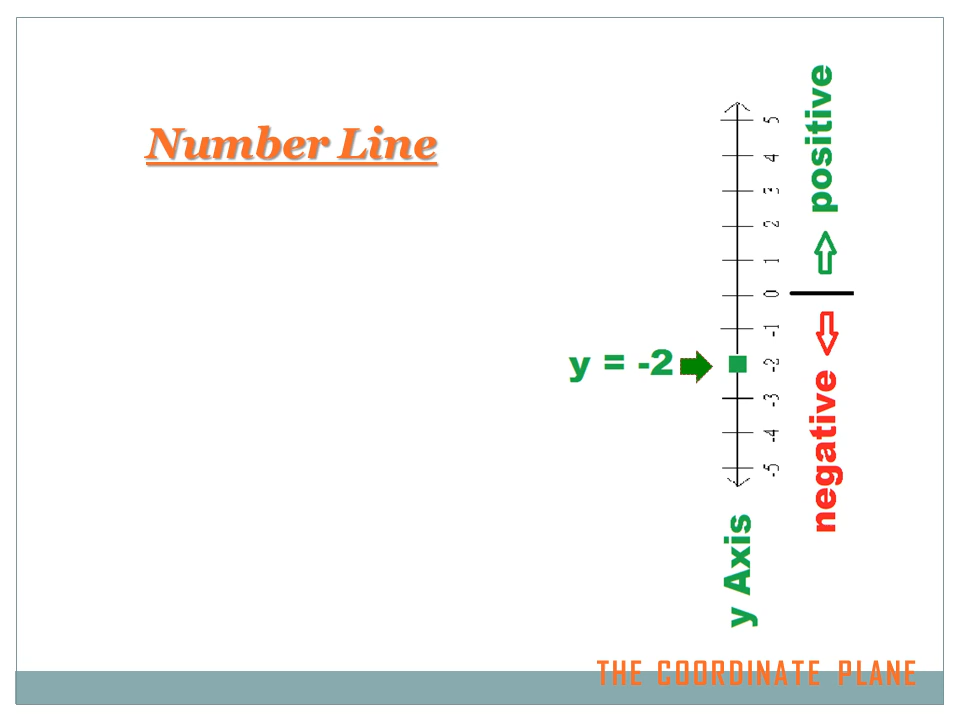 Number Line
positive
5
4
3
2
1
0
-1
y = -2
-2
-3
-4
-5
negative
y Axis
THE COORDINATE PLANE